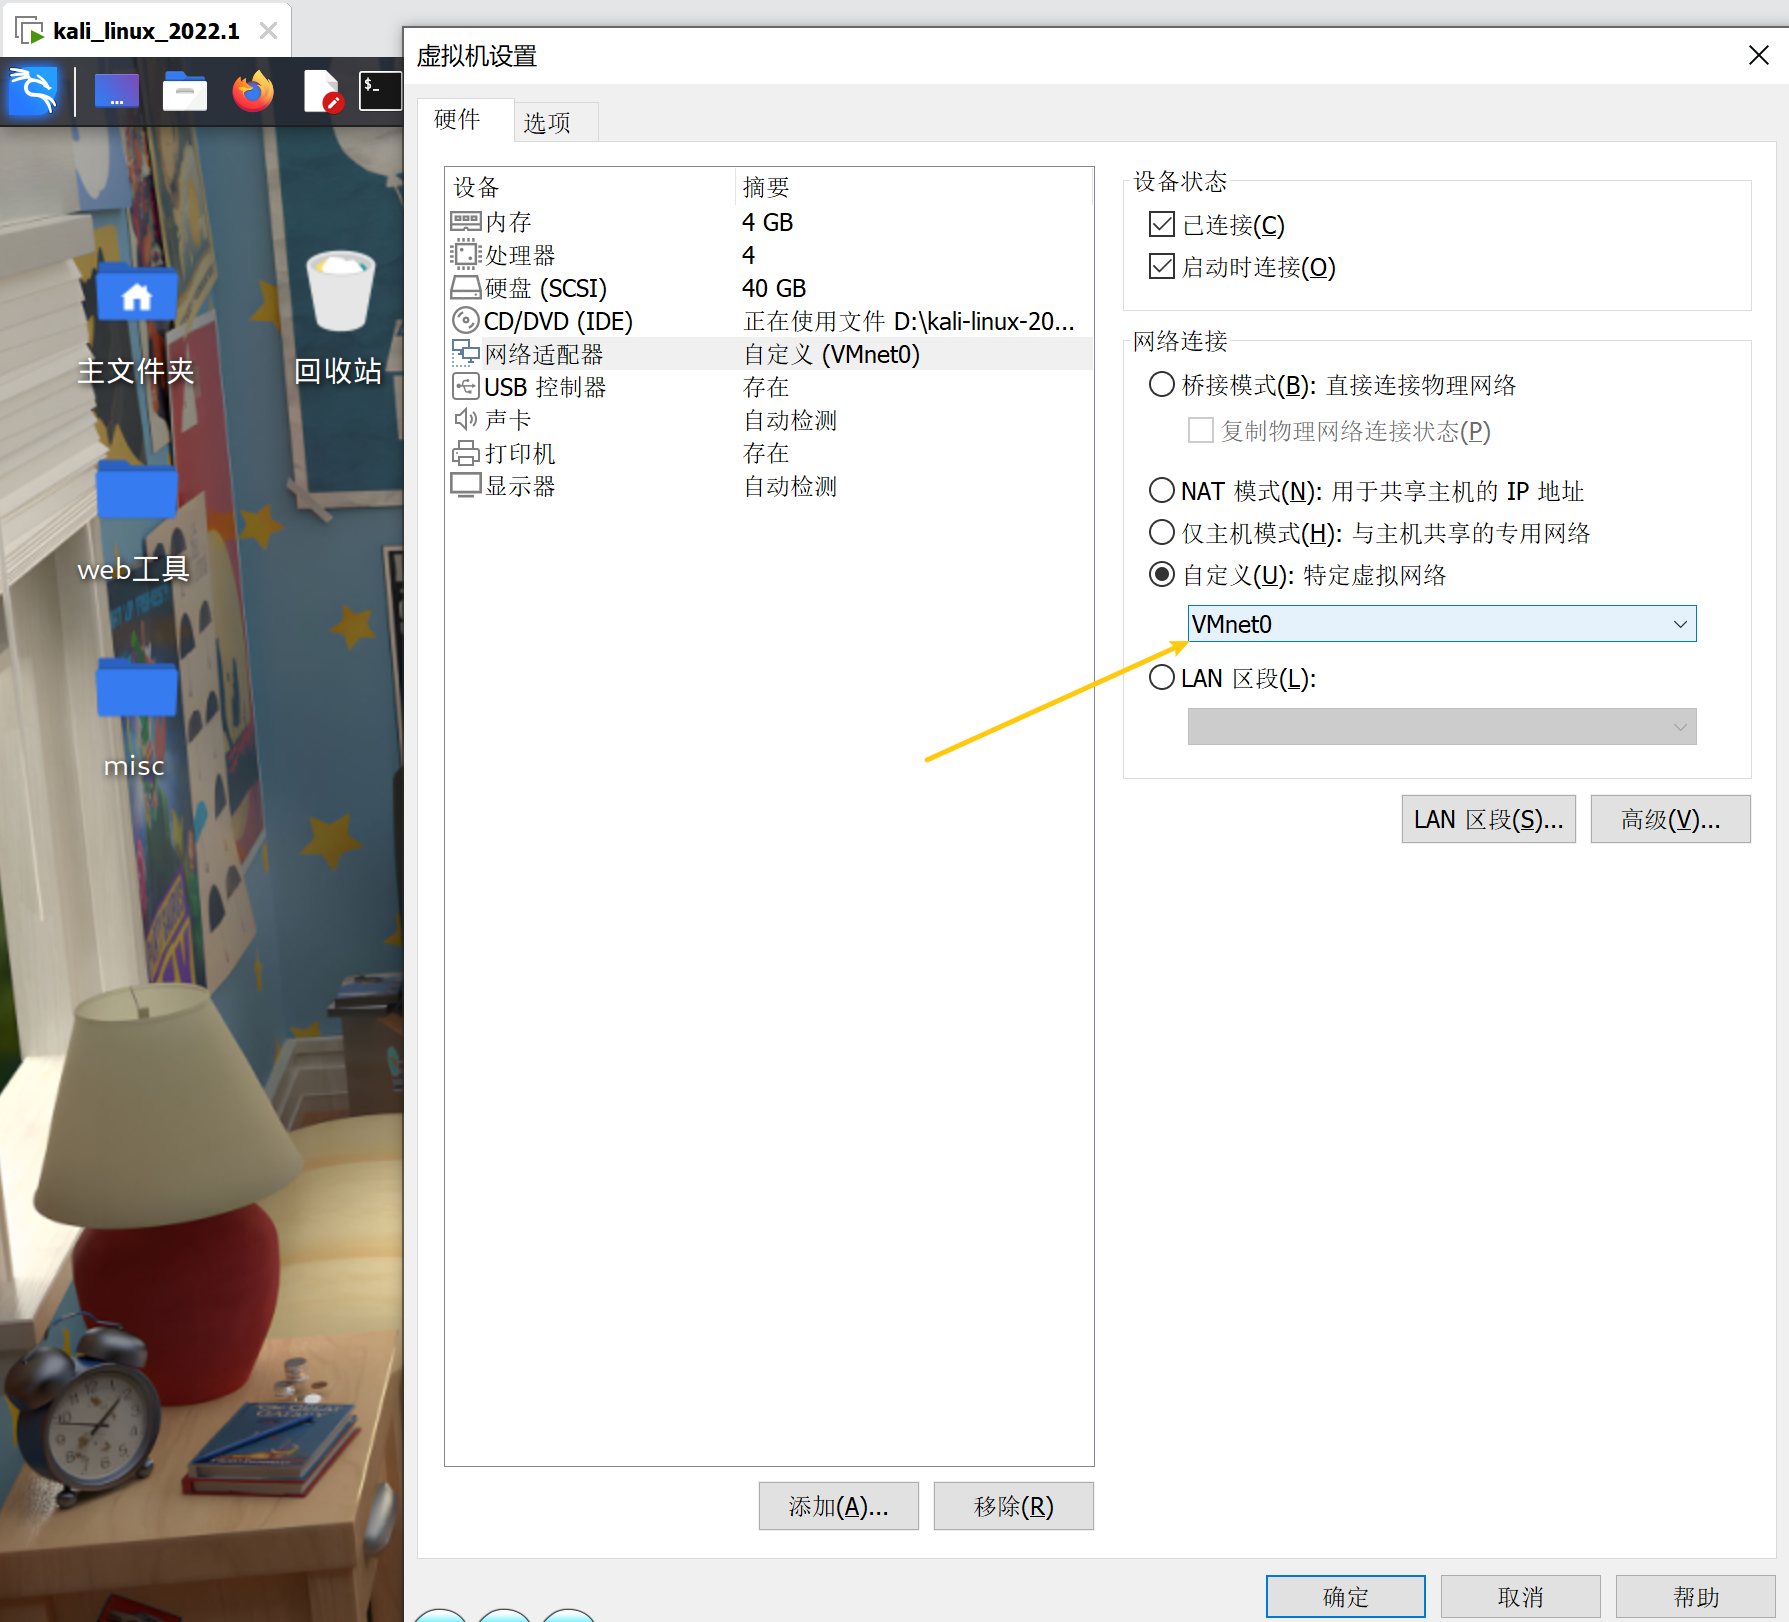 kali_linux_2022.1
虚拟机设置
硬件
选项
设备
摘要
内存
4 GB
处理器
4
硬盘 (SCSI)
40 GB
CD/DVD (IDE)
正在使用文件 D:\kali-linux-20...
网络适配器
自定义 (VMnet0)
USB 控制器
存在
声卡
自动检测
打印机
存在
显示器
自动检测
设备状态
已连接(C)
启动时连接(O)
网络连接
桥接模式(B): 直接连接物理网络
复制物理网络连接状态(P)
NAT 模式(N): 用于共享主机的 IP 地址
仅主机模式(H): 与主机共享的专用网络
自定义(U): 特定虚拟网络
VMnet0
LAN 区段(L):
LAN 区段(S)...
高级(V)...
添加(A)...
移除(R)
确定
取消
帮助
$_
主文件夹
回收站
web工具
misc